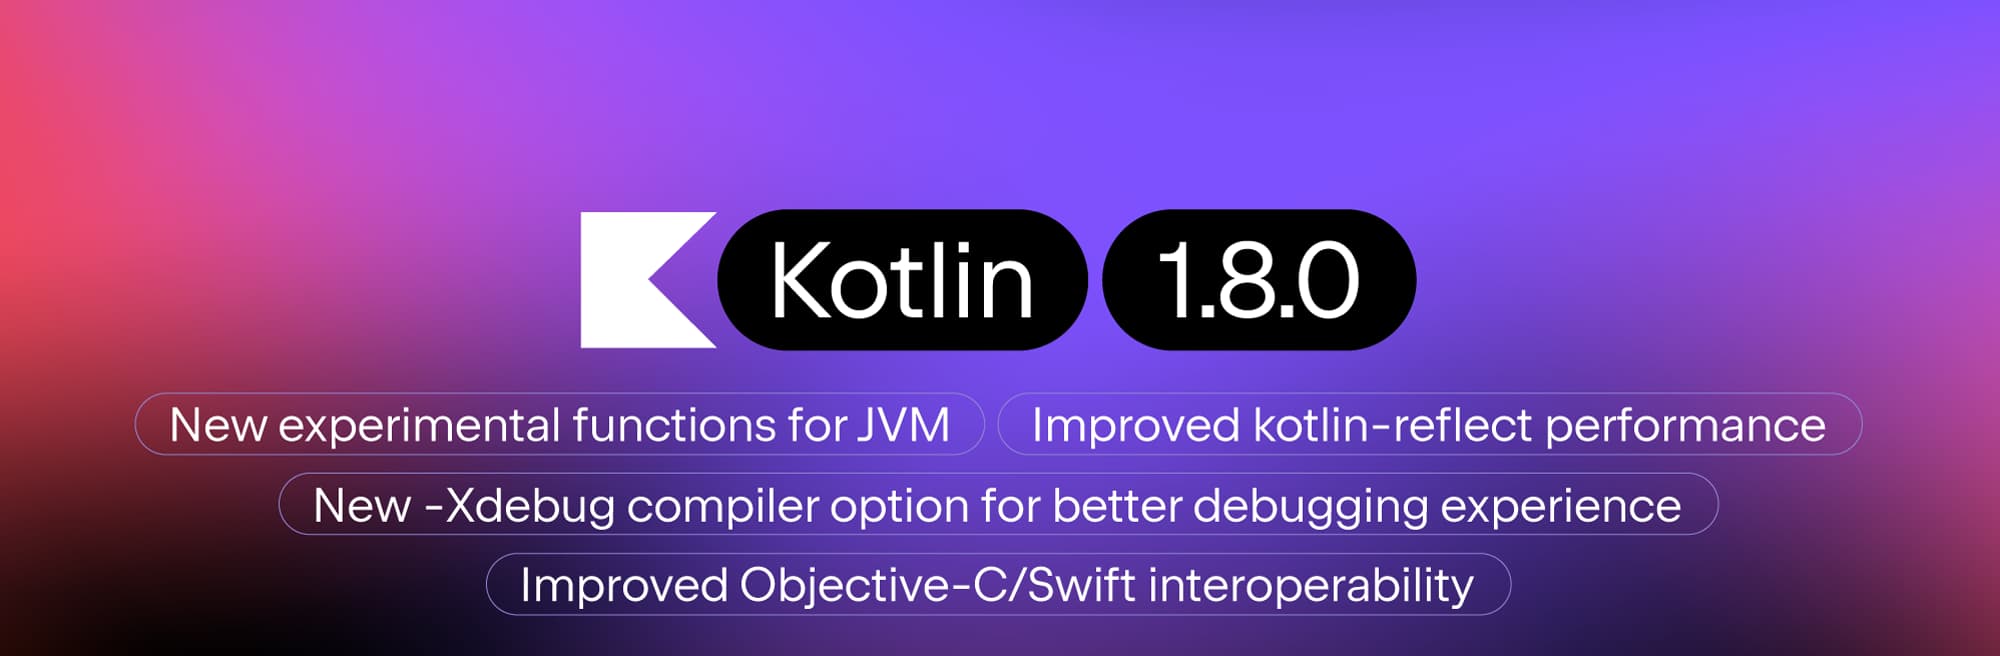 Kotlin 1.8.0
New experimental functions for JVM Improved kotlin-reflect performance
New -Xdebug compiler option for better debugging experience
Improved Objective-C/Swift interoperability